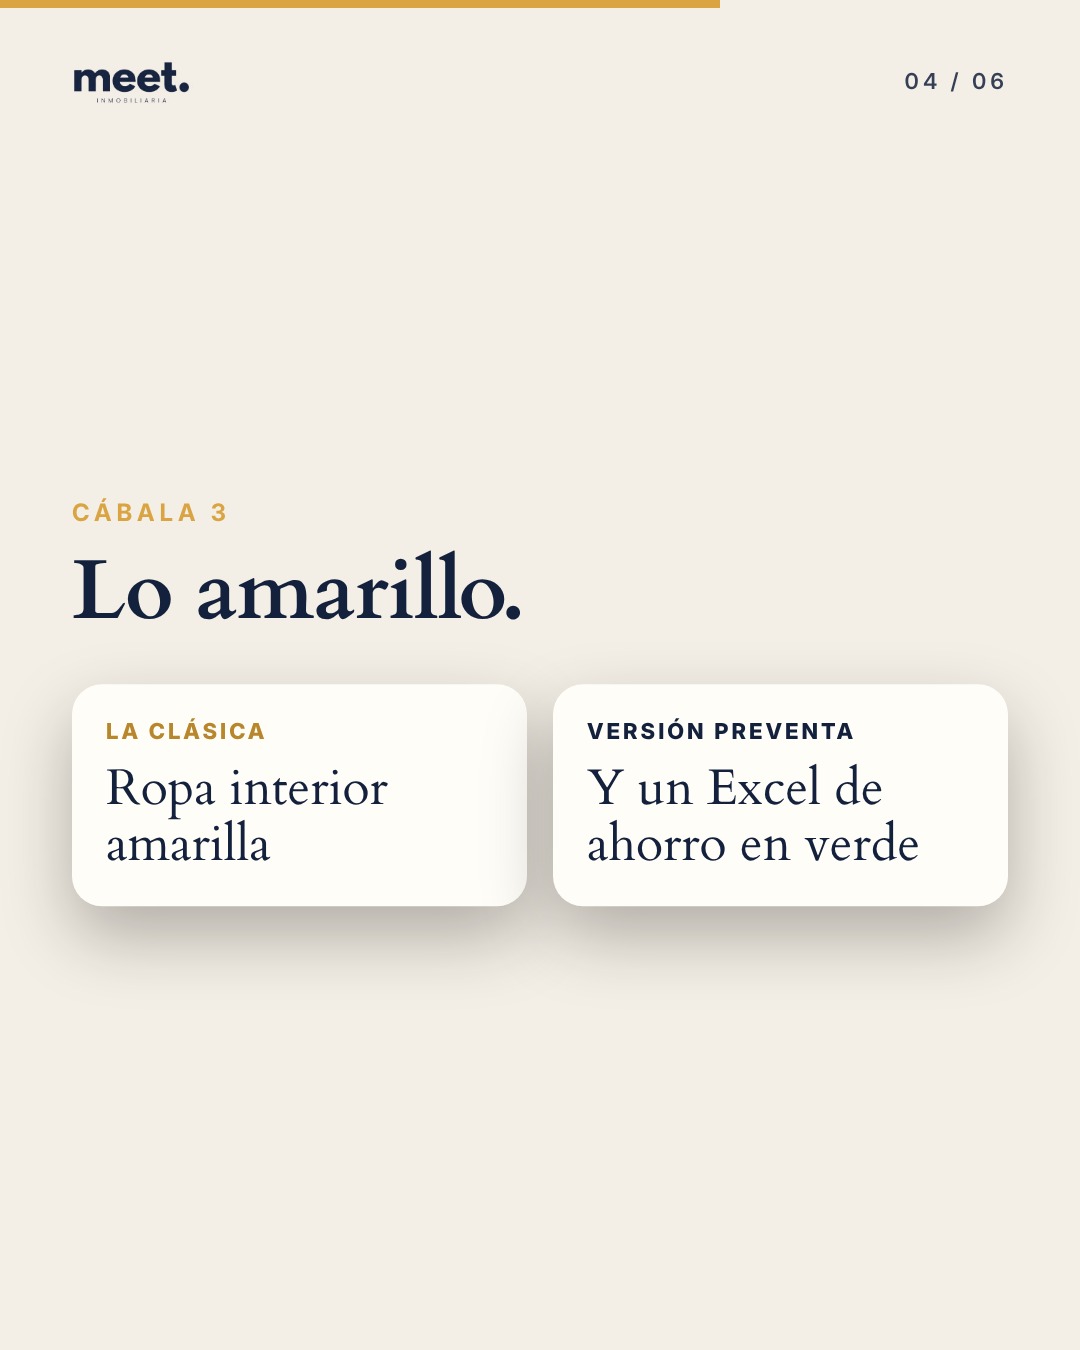 meet.
INMOBILIARIA
04 / 06
CÁBALA 3
Lo amarillo.
LA CLÁSICA
Ropa interior
amarilla
VERSIÓN PREVENTA
Y un Excel de
ahorro en verde